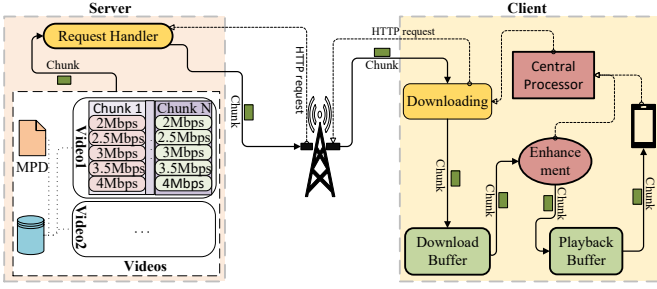 Server
Client
Request Handler
HTTP request
Chunk
Chunk
HTTP request
Chunk
Central
Processor
Downloading
Chunk 1
Chunk N
2Mbps
2Mbps
2.5Mbps
2.5Mbps
3Mbps
3Mbps
3.5Mbps
3.5Mbps
4Mbps
4Mbps
Video1
MPD
Video2
. . .
Videos
Chunk
Chunk
Enhance
ment
Chunk
Chunk
Download
Buffer
Playback
Buffer